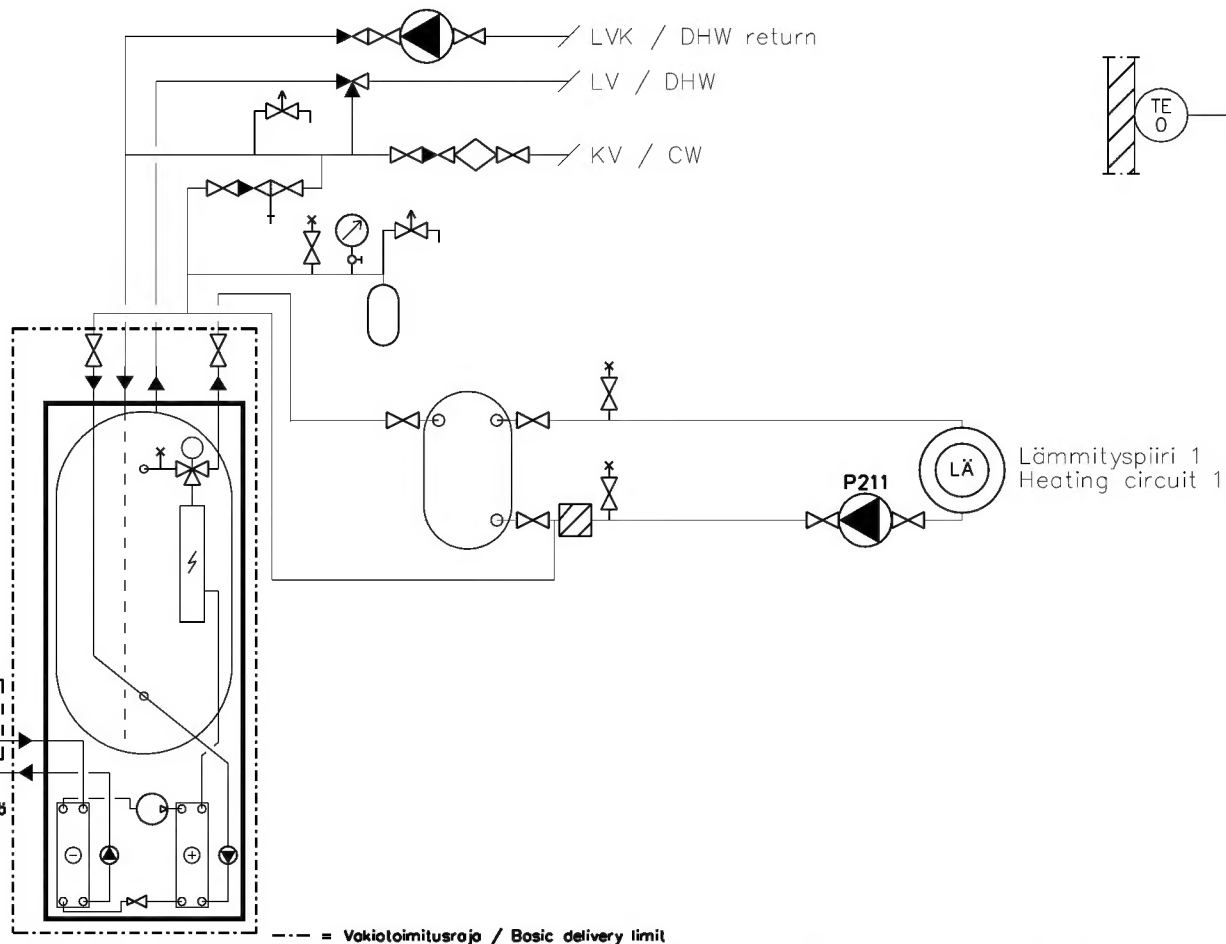 LVK / DHW return
LV / DHW
TE
0
KV / CW
LÄ
Lämmityspiiri 1
Heating circuit 1
P211
ä
−
+
= Vakiotoimitusraja / Basic delivery limit